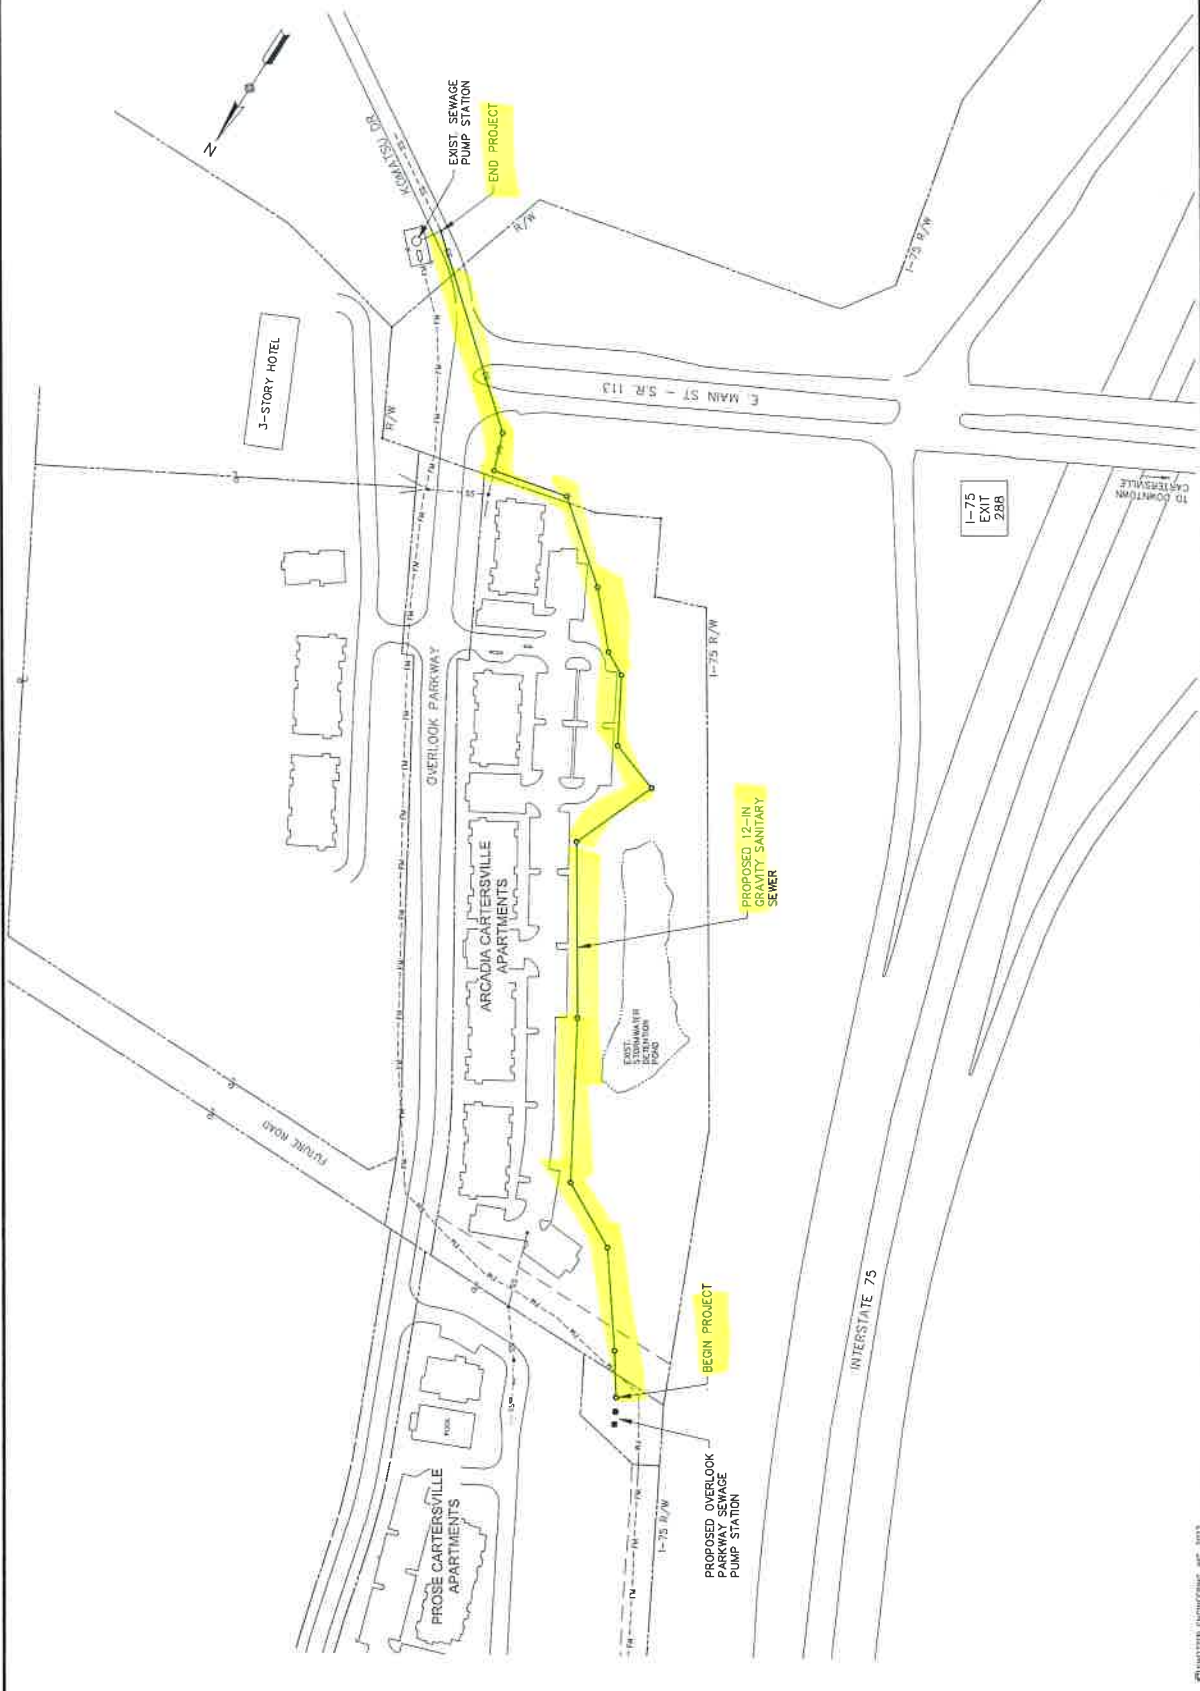 N
KOMATSU DR
EXIST. SEWAGE
PUMP STATION
END PROJECT
R/W
I-75 R/W
3-STORY HOTEL
R/W
E. MAIN ST - S.R. 113
TO DOWNTOWN
CARTERSVILLE
I-75
EXIT
288
OVERLOOK PARKWAY
I-75 R/W
ARCADIA CARTERSVILLE
APARTMENTS
PROPOSED 12-IN
GRAVITY SANITARY
SEWER
EXIST.
STORMWATER
DETENTION
POND
FUTURE ROAD
INTERSTATE 75
BEGIN PROJECT
POOL
PROSE CARTERSVILLE
APARTMENTS
PROPOSED OVERLOOK
PARKWAY SEWAGE
PUMP STATION
I-75 R/W